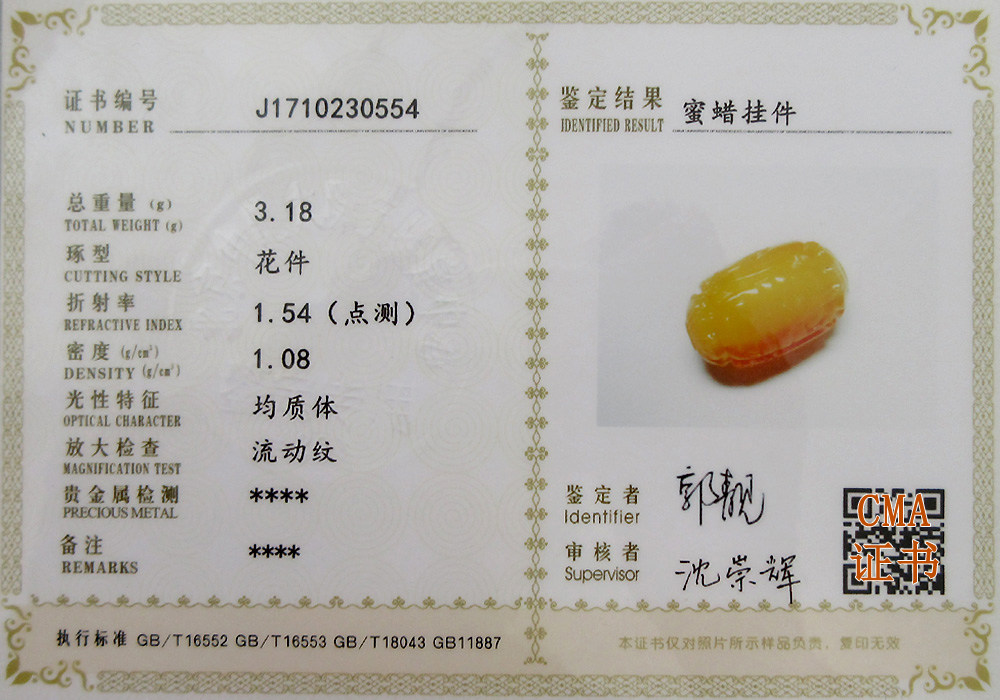 证书编号 J1710230554
NUMBER
总重量 (g) 3.18
TOTAL WEIGHT (g)
琢型 花件
CUTTING STYLE
折射率 1.54（点测）
REFRACTIVE INDEX
密度 (g/cm³) 1.08
DENSITY (g/cm³)
光性特征 均质体
OPTICAL CHARACTER
放大检查 流动纹
MAGNIFICATION TEST
贵金属检测 ****
PRECIOUS METAL
备注 ****
REMARKS
鉴定结果 蜜蜡挂件
IDENTIFIED RESULT
鉴定者 郭靓
Identifier
审核者 沈崇辉
Supervisor
CMA
证书
执行标准 GB/T16552 GB/T16553 GB/T18043 GB11887
本证书仅对照片所示样品负责，复印无效